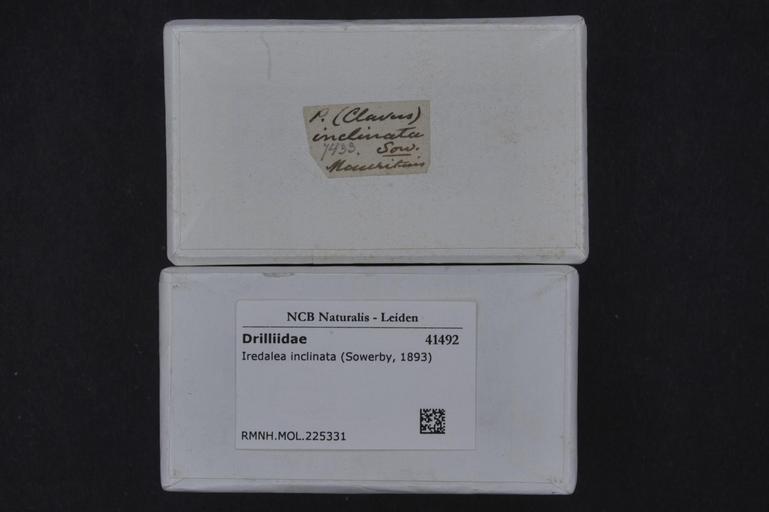 P. (Clavus)
inclinata
7433. Sow.
Mauritius
NCB Naturalis - Leiden
Drilliidae 41492
Iredalea inclinata (Sowerby, 1893)
RMNH.MOL.225331